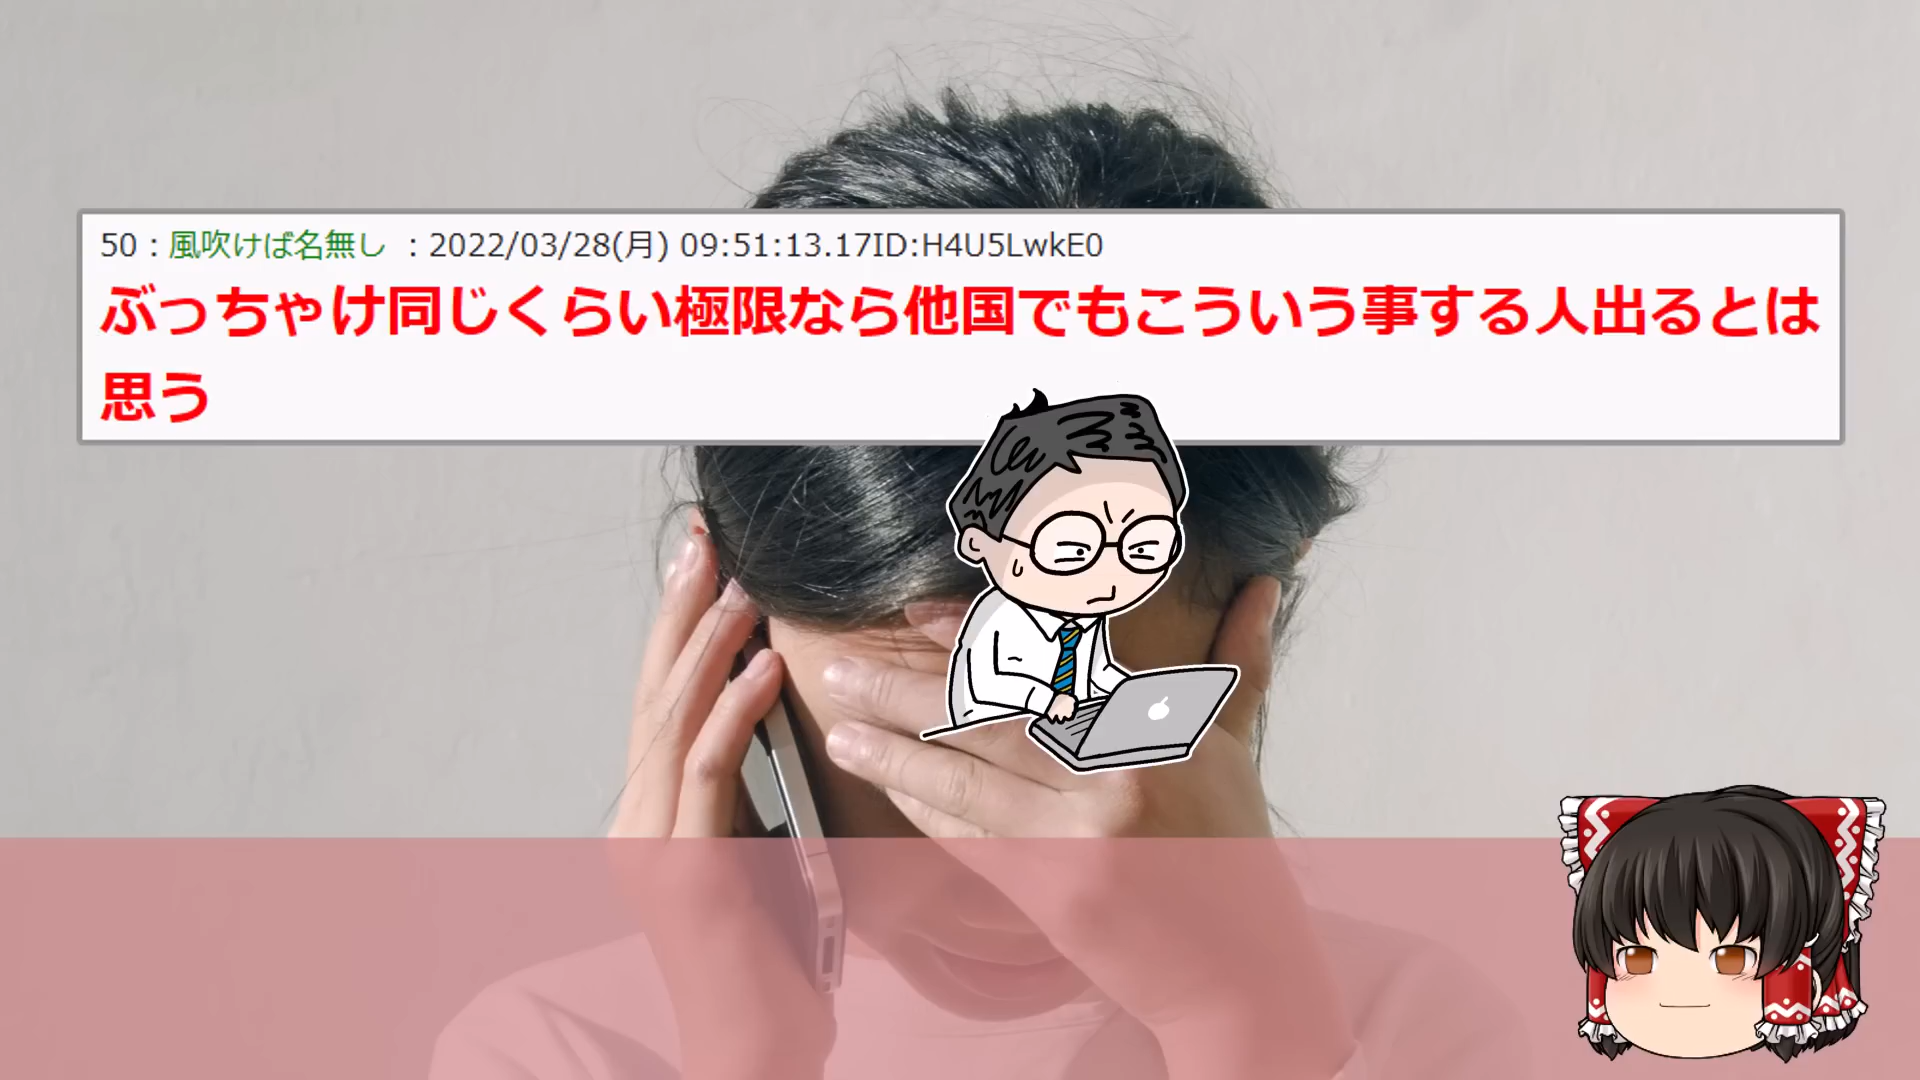 50：風吹けば名無し ：2022/03/28(月) 09:51:13.17ID:H4U5LwkE0
ぶっちゃけ同じくらい極限なら他国でもこういう事する人出るとは
思う